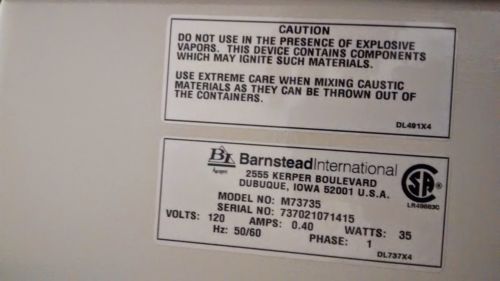 CAUTION
DO NOT USE IN THE PRESENCE OF EXPLOSIVE
VAPORS. THIS DEVICE CONTAINS COMPONENTS
WHICH MAY IGNITE SUCH MATERIALS.
USE EXTREME CARE WHEN MIXING CAUSTIC
MATERIALS AS THEY CAN BE THROWN OUT OF
THE CONTAINERS.
DL491X4
BI BarnsteadInternational
2555 KERPER BOULEVARD
DUBUQUE, IOWA 52001 U.S.A.
SA
MODEL NO: M73735
SERIAL NO: 737021071415
VOLTS: 120 AMPS: 0.40 WATTS: 35
Hz: 50/60 PHASE: 1
DL737X4